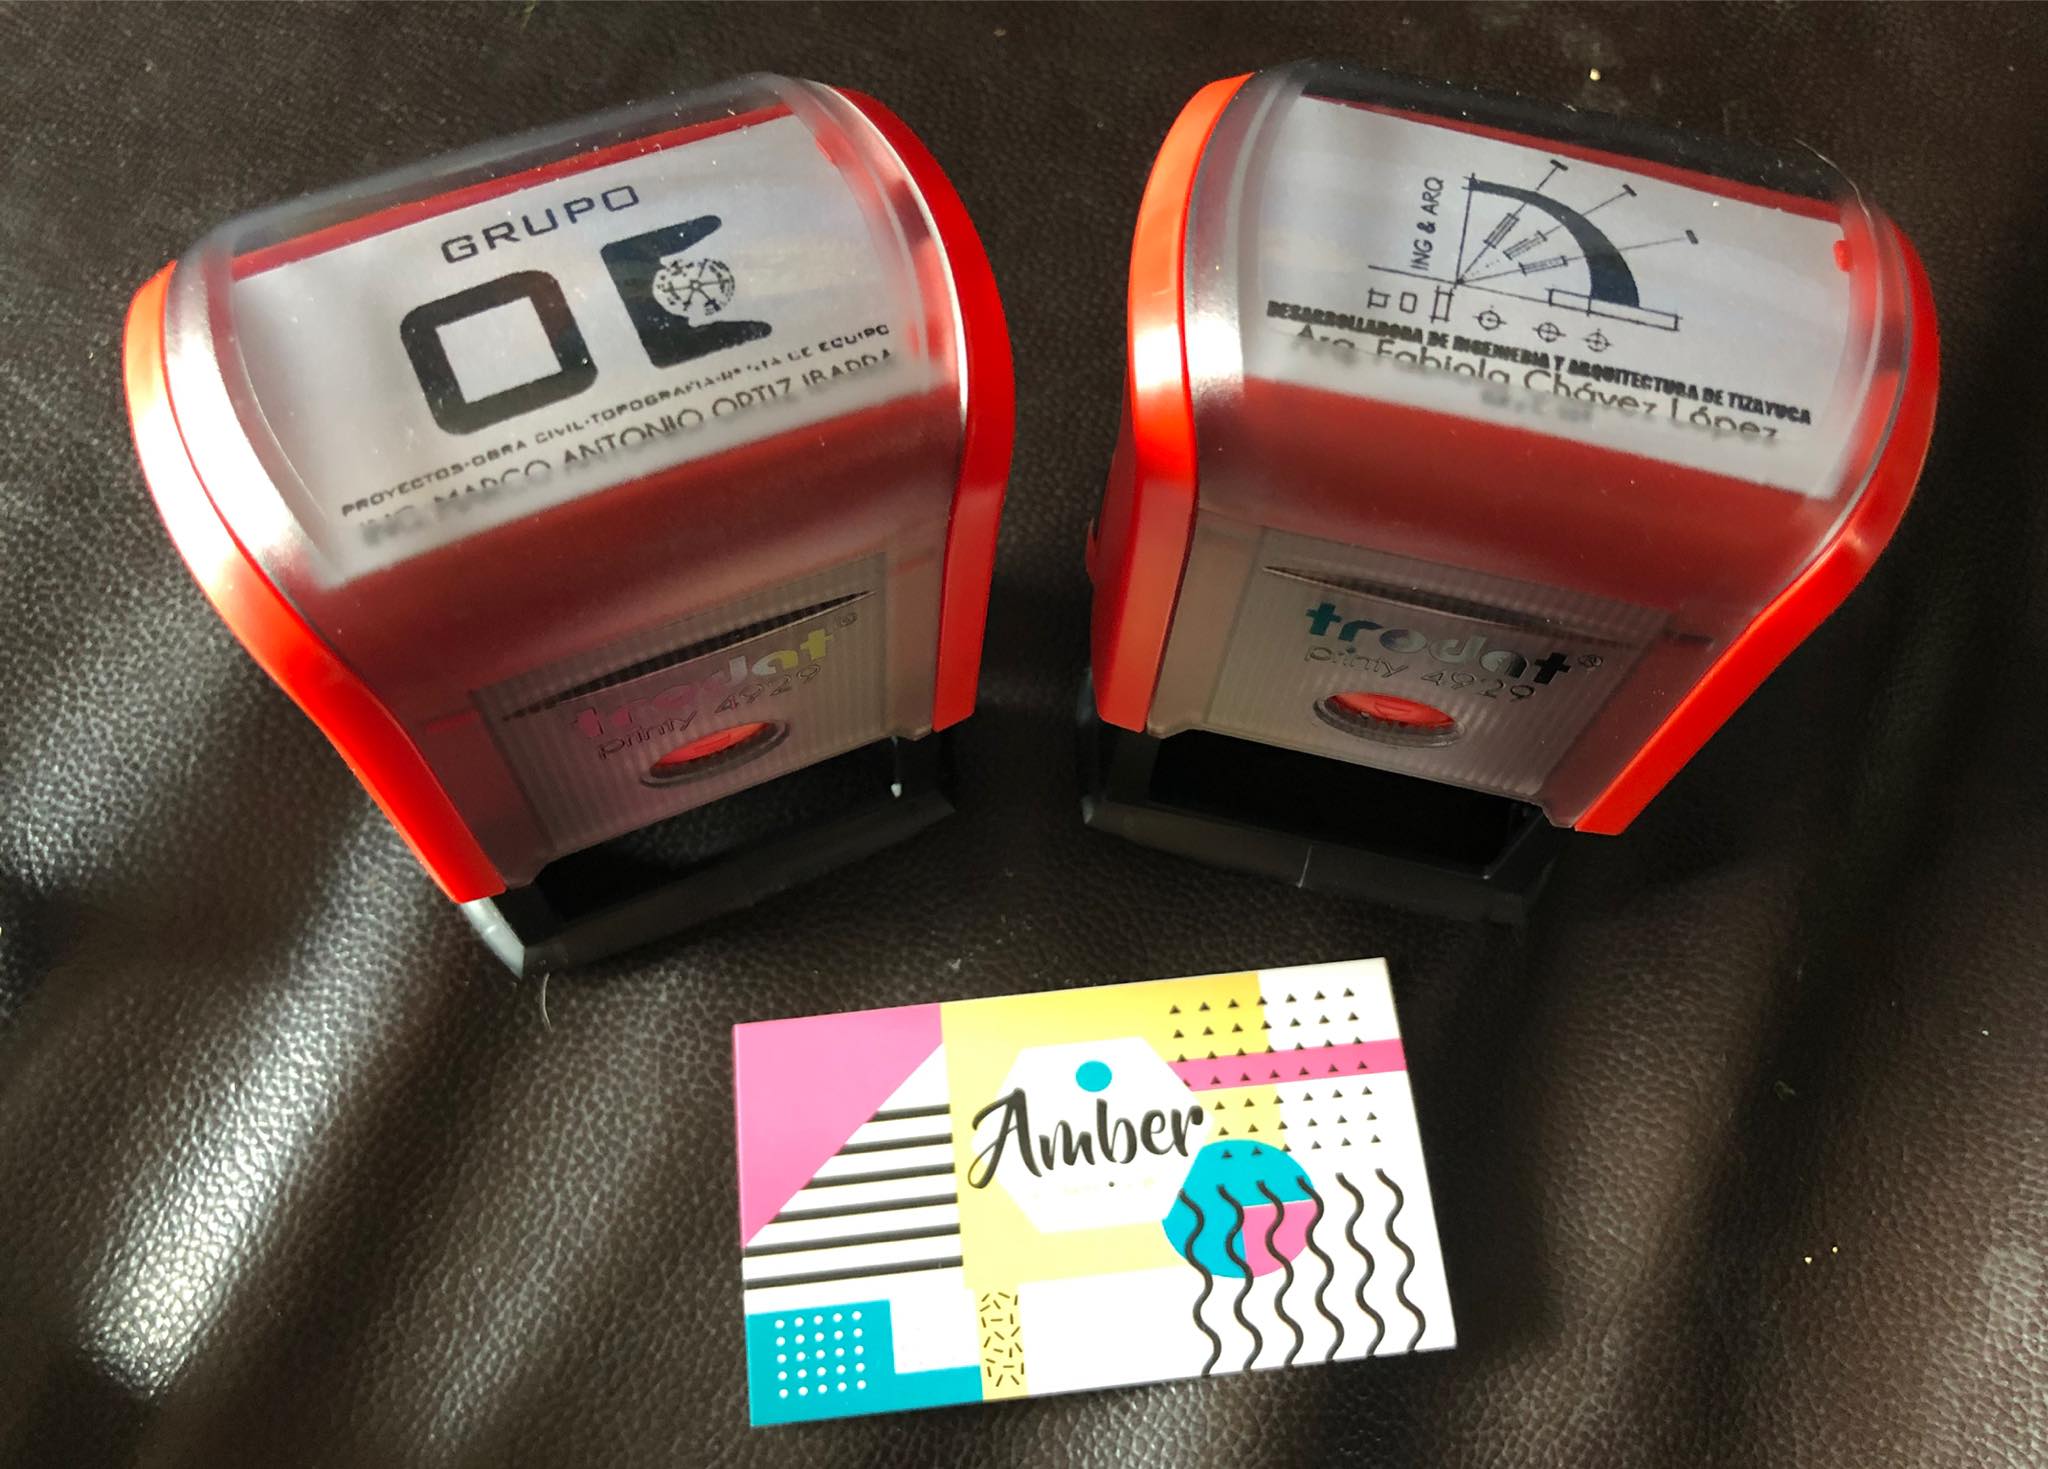 GRUPO
OE
PROYECTOS·OBRA CIVIL·TOPOGRAFIA·RENTA DE EQUIPO
ING. MARCO ANTONIO ORTIZ IBARRA
trodat®
printy 4929
ING & ARQ
DESARROLLADORA DE INGENIERIA Y ARQUITECTURA DE TIZAYUCA
Arq. Fabiola Chávez López
trodat®
printy 4929
Amber